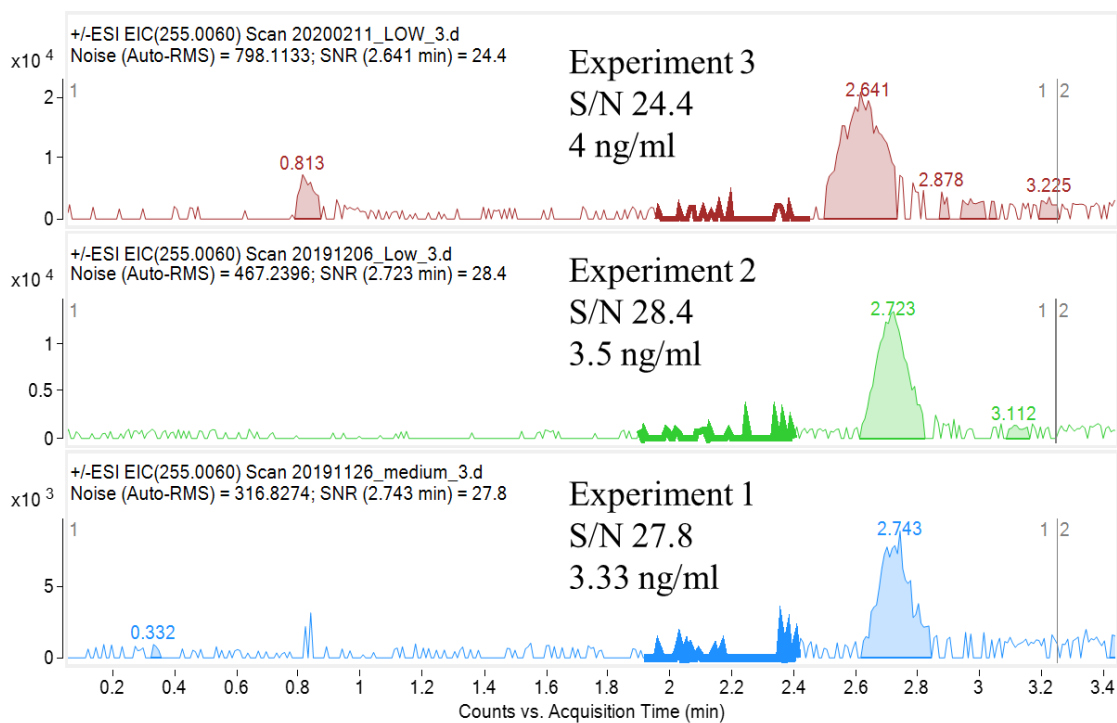 +/-ESI EIC(255.0060) Scan 20200211_LOW_3.d
Noise (Auto-RMS) = 798.1133; SNR (2.641 min) = 24.4
x10 4
Experiment 3
S/N 24.4
4 ng/ml
1
2.641
1 2
2
1
0
0.813
2.878
3.225
+/-ESI EIC(255.0060) Scan 20191206_Low_3.d
Noise (Auto-RMS) = 467.2396; SNR (2.723 min) = 28.4
x10 4
Experiment 2
S/N 28.4
3.5 ng/ml
1
2.723
1 2
1
0.5
0
3.112
+/-ESI EIC(255.0060) Scan 20191126_medium_3.d
Noise (Auto-RMS) = 316.8274; SNR (2.743 min) = 27.8
x10 3
Experiment 1
S/N 27.8
3.33 ng/ml
1
2.743
1 2
5
0
0.332
0.2 0.4 0.6 0.8 1 1.2 1.4 1.6 1.8 2 2.2 2.4 2.6 2.8 3 3.2 3.4
Counts vs. Acquisition Time (min)